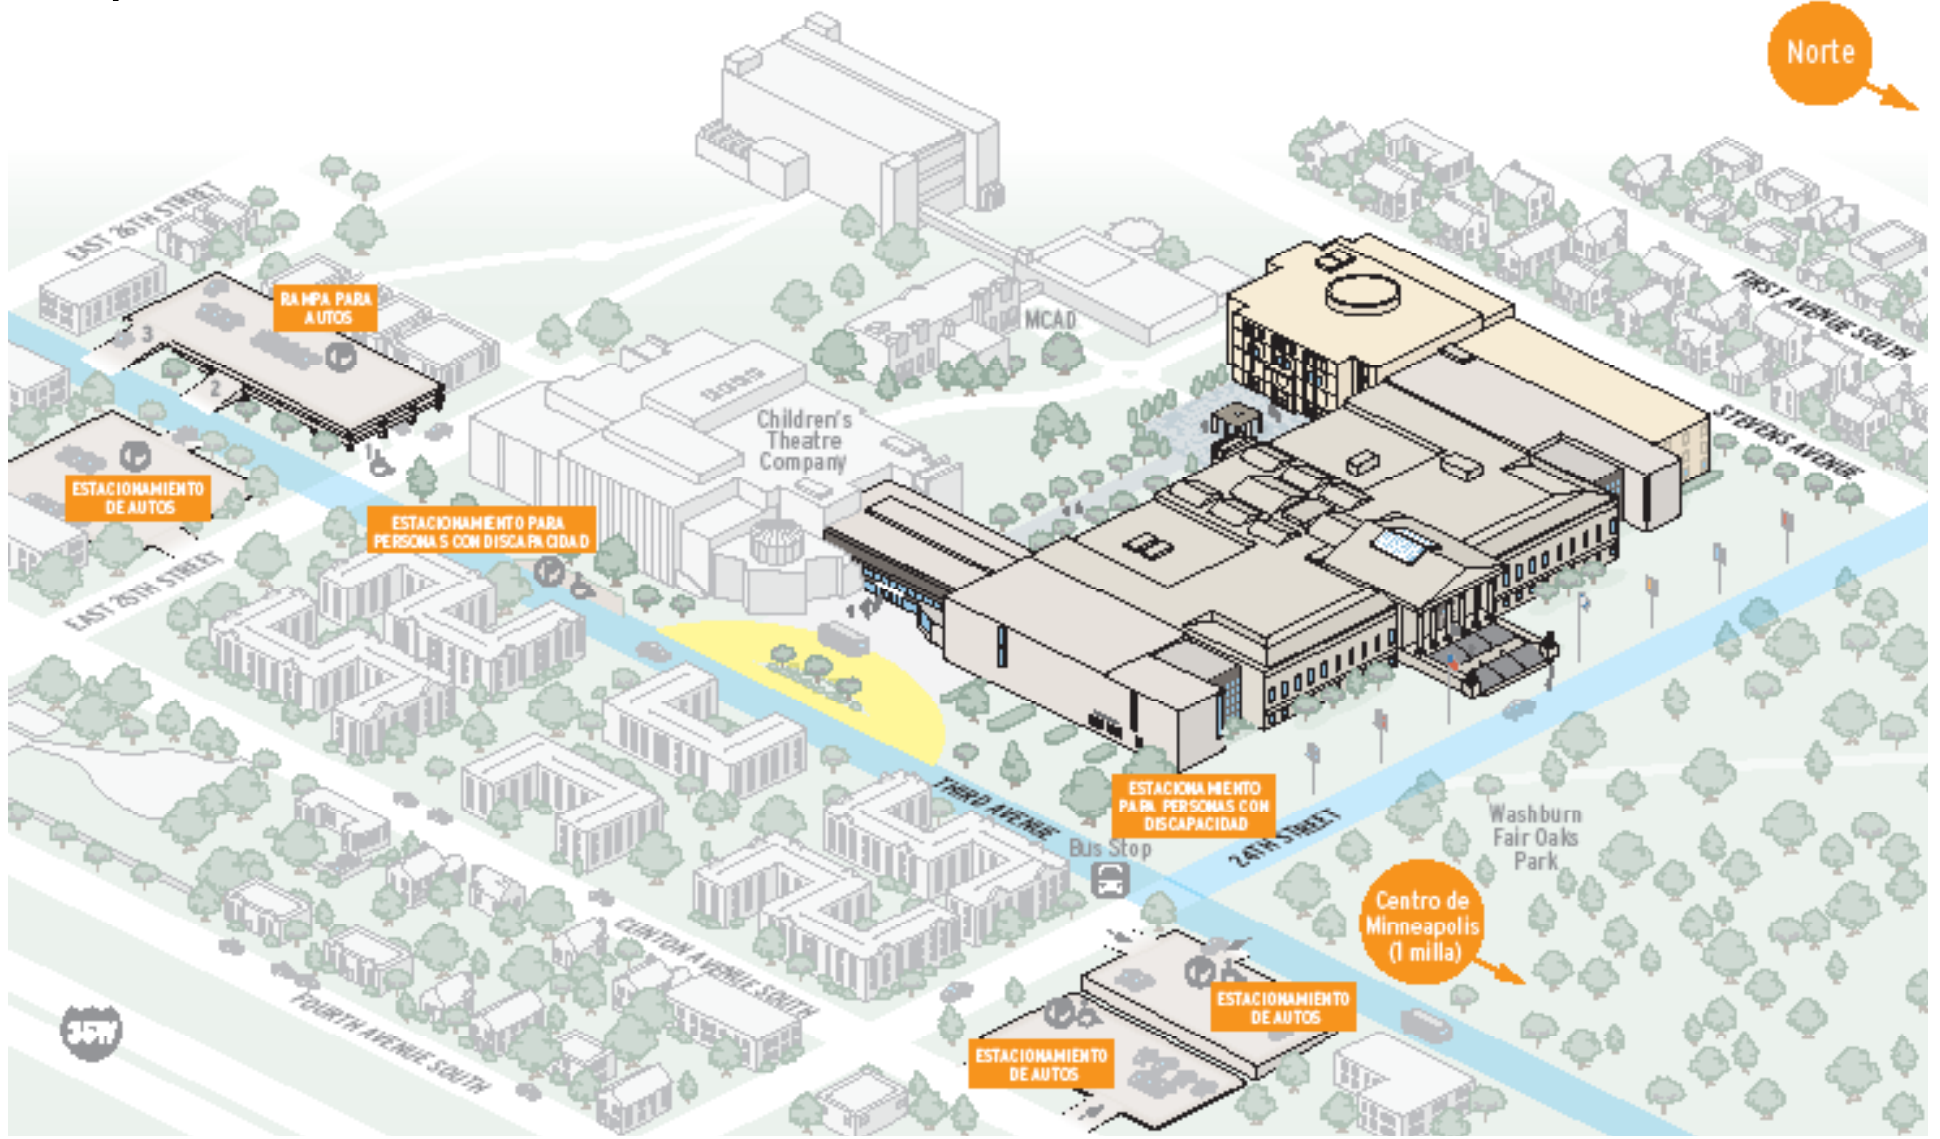 Norte
EAST 26TH STREET
RAMPA PARA
AUTOS
3
2
1
MCAD
FIRST AVENUE SOUTH
STEVENS AVENUE
Children's
Theatre
Company
ESTACIONAMIENTO
DE AUTOS
ESTACIONAMIENTO PARA
PERSONAS CON DISCAPACIDAD
EAST 25TH STREET
THIRD AVENUE
ESTACIONAMIENTO
PARA PERSONAS CON
DISCAPACIDAD
Bus Stop
24TH STREET
Washburn
Fair Oaks
Park
Centro de
Minneapolis
(1 milla)
CLINTON AVENUE SOUTH
FOURTH AVENUE SOUTH
ESTACIONAMIENTO
DE AUTOS
ESTACIONAMIENTO
DE AUTOS